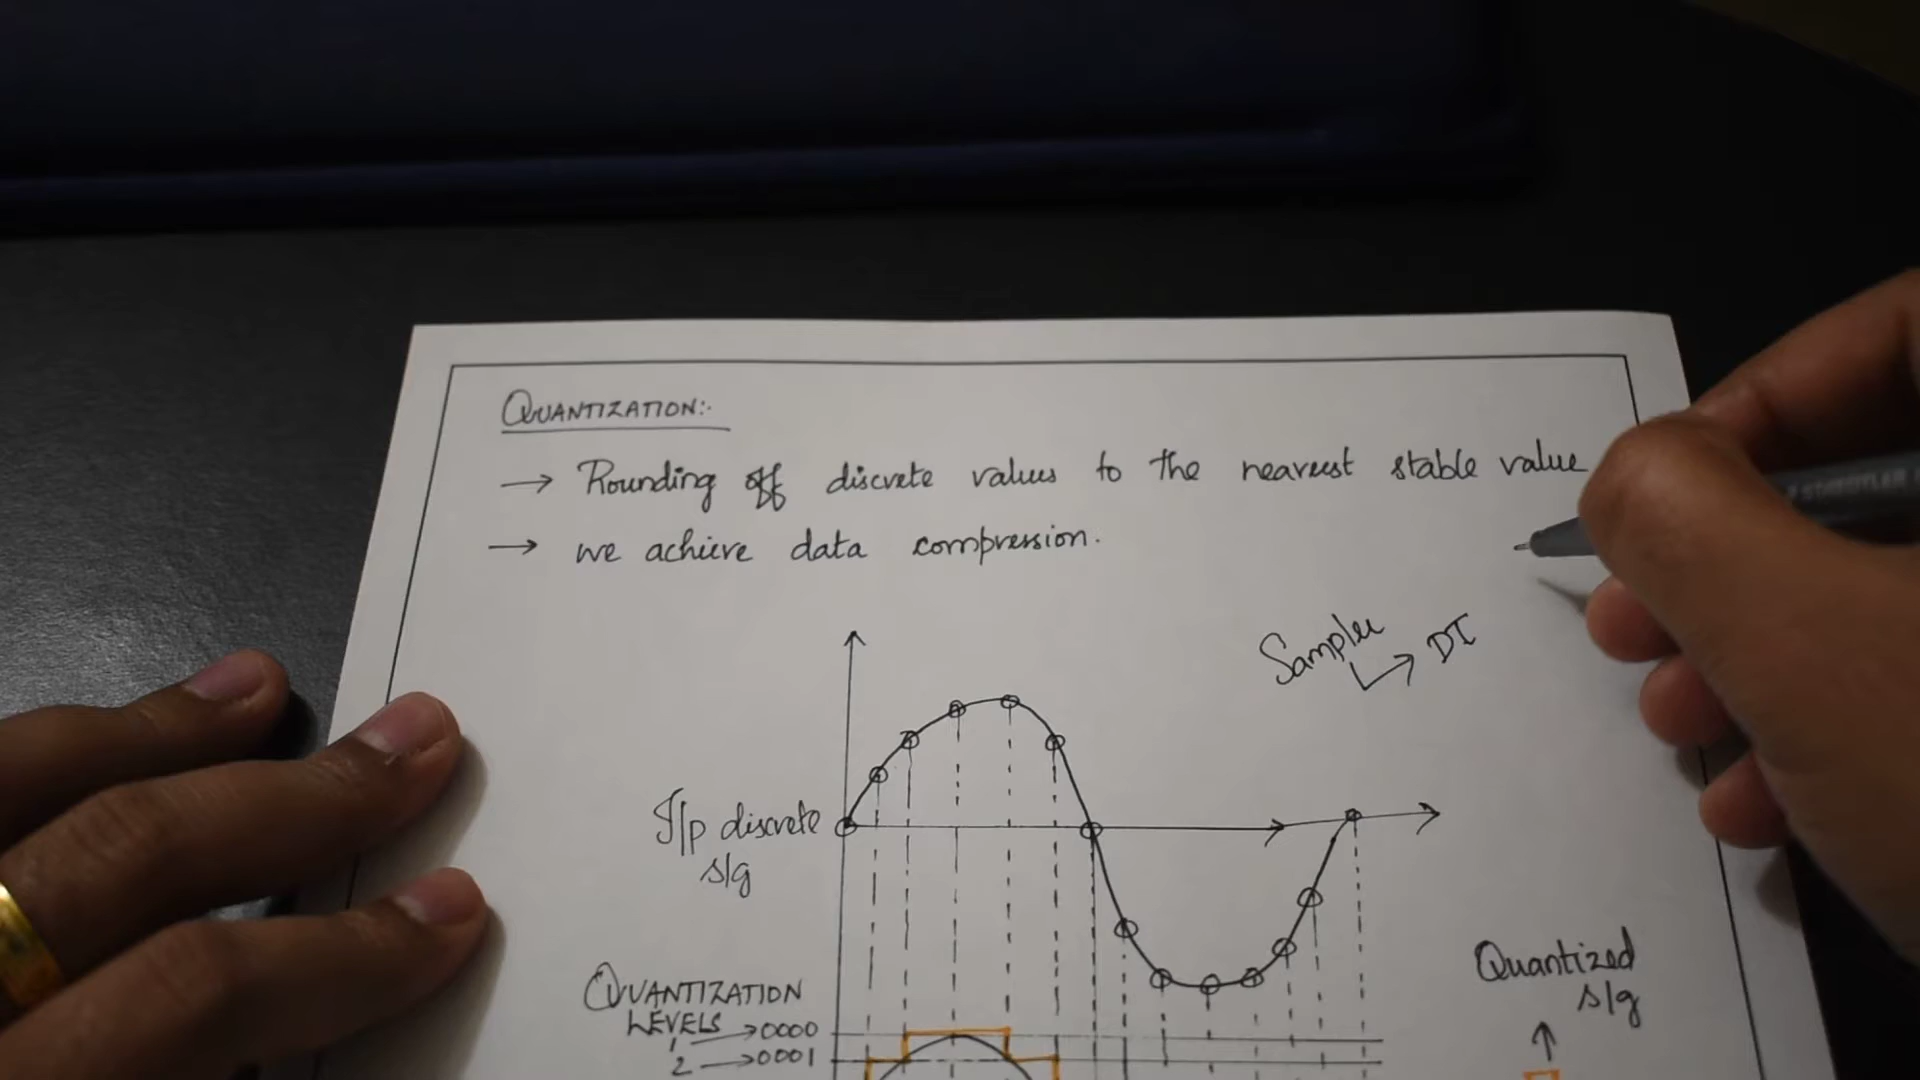 QUANTIZATION:-
→ Rounding off discrete values to the nearest stable value
→ we achieve data compression.
Sampler
→ DT
I/p discrete
s/g
Quantized
s/g
QUANTIZATION
LEVELS
1 → 0000
2 → 0001
STAEDTLER